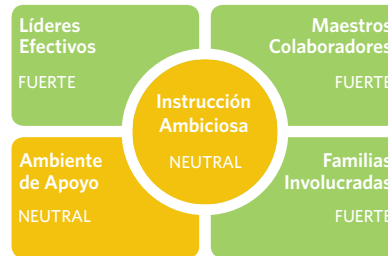 Líderes
Efectivos
FUERTE
Maestros
Colaboradores
FUERTE
Instrucción
Ambiciosa
NEUTRAL
Ambiente
de Apoyo
NEUTRAL
Familias
Involucradas
FUERTE